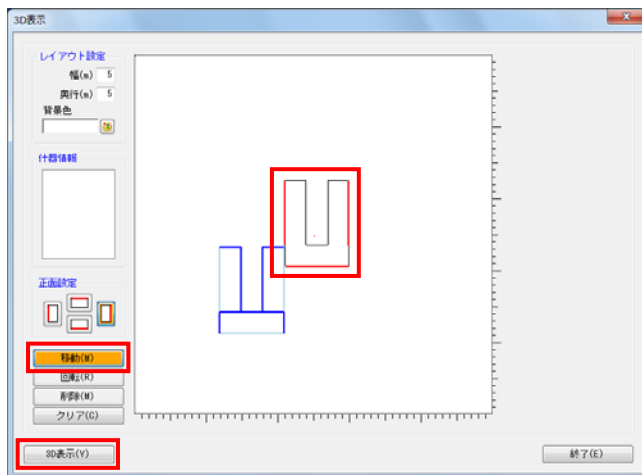 3D表示
レイアウト設定
幅(m) 5
奥行(m) 5
背景色
什器情報
正面設定
移動(M)
回転(R)
削除(M)
クリア(C)
3D表示(V)
終了(E)